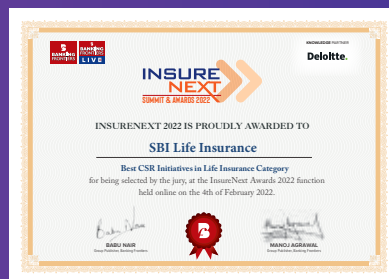 BANKING FRONTIERS
BANKING FRONTIERS
LIVE
KNOWLEDGE PARTNER
Deloitte.
INSURE
NEXT
SUMMIT & AWARDS 2022
INSURENEXT 2022 IS PROUDLY AWARDED TO
SBI Life Insurance
Best CSR Initiatives in Life Insurance Category
for being selected by the jury, at the InsureNext Awards 2022 function
held online on the 4th of February 2022.
BABU NAIR
Group Publisher, Banking Frontiers
MANOJ AGRAWAL
Group Publisher, Banking Frontiers